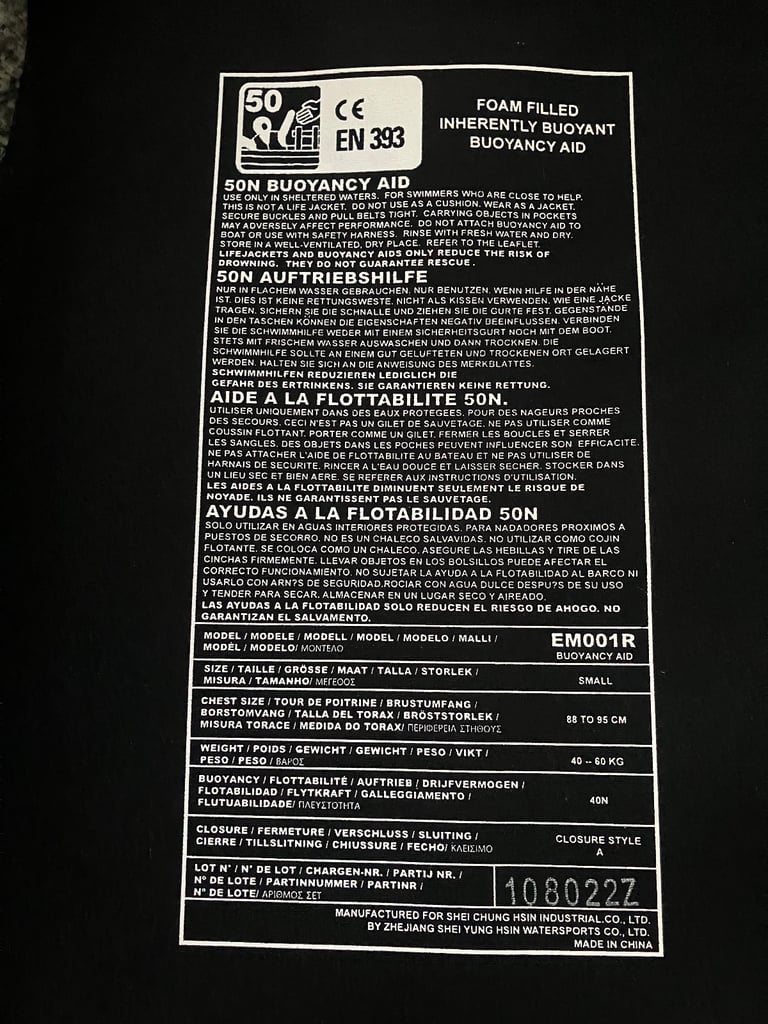 50
CE
EN 393
FOAM FILLED
INHERENTLY BUOYANT
BUOYANCY AID
50N BUOYANCY AID
USE ONLY IN SHELTERED WATERS. FOR SWIMMERS WHO ARE CLOSE TO HELP.
THIS IS NOT A LIFE JACKET. DO NOT USE AS A CUSHION. WEAR AS A JACKET.
SECURE BUCKLES AND PULL BELTS TIGHT. CARRYING OBJECTS IN POCKETS
MAY ADVERSELY AFFECT PERFORMANCE. DO NOT ATTACH BUOYANCY AID TO
BOAT OR USE WITH SAFETY HARNESS. RINSE WITH FRESH WATER AND DRY.
STORE IN A WELL-VENTILATED, DRY PLACE. REFER TO THE LEAFLET.
LIFEJACKETS AND BUOYANCY AIDS ONLY REDUCE THE RISK OF
DROWNING. THEY DO NOT GUARANTEE RESCUE.
50N AUFTRIEBSHILFE
NUR IN FLACHEM WASSER GEBRAUCHEN. NUR BENUTZEN, WENN HILFE IN DER NÄHE
IST. DIES IST KEINE RETTUNGSWESTE. NICHT ALS KISSEN VERWENDEN. WIE EINE JACKE
TRAGEN. SICHERN SIE DIE SCHNALLE UND ZIEHEN SIE DIE GURTE FEST. GEGENSTÄNDE
IN DEN TASCHEN KÖNNEN DIE EIGENSCHAFTEN NEGATIV BEEINFLUSSEN. VERBINDEN
SIE DIE SCHWIMMHILFE WEDER MIT EINEM SICHERHEITSGURT NOCH MIT DEM BOOT.
STETS MIT FRISCHEM WASSER AUSWASCHEN UND DANN TROCKNEN. DIE
SCHWIMMHILFE SOLLTE AN EINEM GUT GELUFTETEN UND TROCKENEN ORT GELAGERT
WERDEN. HALTEN SIE SICH AN DIE ANWEISUNG DES MERKBLATTES.
SCHWIMMHILFEN REDUZIEREN LEDIGLICH DIE
GEFAHR DES ERTRINKENS. SIE GARANTIEREN KEINE RETTUNG.
AIDE A LA FLOTTABILITE 50N.
UTILISER UNIQUEMENT DANS DES EAUX PROTEGEES. POUR DES NAGEURS PROCHES
DES SECOURS. CECI N'EST PAS UN GILET DE SAUVETAGE. NE PAS UTILISER COMME
COUSSIN FLOTTANT. PORTER COMME UN GILET. FERMER LES BOUCLES ET SERRER
LES SANGLES. DES OBJETS DANS LES POCHES PEUVENT INFLUENCER SON EFFICACITE.
NE PAS ATTACHER L'AIDE DE FLOTTABILITE AU BATEAU ET NE PAS UTILISER DE
HARNAIS DE SECURITE. RINCER A L'EAU DOUCE ET LAISSER SECHER. STOCKER DANS
UN LIEU SEC ET BIEN AERE. SE REFERER AUX INSTRUCTIONS D'UTILISATION.
LES AIDES A LA FLOTTABILITE DIMINUENT SEULEMENT LE RISQUE DE
NOYADE. ILS NE GARANTISSENT PAS LE SAUVETAGE.
AYUDAS A LA FLOTABILIDAD 50N
SOLO UTILIZAR EN AGUAS INTERIORES PROTEGIDAS. PARA NADADORES PROXIMOS A
PUESTOS DE SECORRO. NO ES UN CHALECO SALVAVIDAS. NO UTILIZAR COMO COJIN
FLOTANTE. SE COLOCA COMO UN CHALECO. ASEGURE LAS HEBILLAS Y TIRE DE LAS
CINCHAS FIRMEMENTE. LLEVAR OBJETOS EN LOS BOLSILLOS PUEDE AFECTAR EL
CORRECTO FUNCIONAMIENTO. NO SUJETAR LA AYUDA A LA FLOTABILIDAD AL BARCO NI
USARLO CON ARN?S DE SEGURIDAD.ROCIAR CON AGUA DULCE DESPU?S DE SU USO
Y TENDER PARA SECAR. ALMACENAR EN UN LUGAR SECO Y AIREADO.
LAS AYUDAS A LA FLOTABILIDAD SOLO REDUCEN EL RIESGO DE AHOGO. NO
GARANTIZAN EL SALVAMENTO.
MODEL / MODELE / MODELL / MODEL / MODELO / MALLI /
MODÈL / MODELO/ ΜΟΝΤΕΛΟ
EM001R
BUOYANCY AID
SIZE / TAILLE / GRÖSSE / MAAT / TALLA / STORLEK /
MISURA / TAMANHO/ ΜΕΓΕΘΟΣ
SMALL
CHEST SIZE / TOUR DE POITRINE / BRUSTUMFANG /
BORSTOMVANG / TALLA DEL TORAX / BRÖSTSTORLEK /
MISURA TORACE / MEDIDA DO TORAX/ ΠΕΡΙΦΕΡΕΙΑ ΣΤΗΘΟΥΣ
88 TO 95 CM
WEIGHT / POIDS / GEWICHT / GEWICHT / PESO / VIKT /
PESO / PESO / ΒΑΡΟΣ
40 -- 60 KG
BUOYANCY / FLOTTABILITÉ / AUFTRIEB / DRIJFVERMOGEN /
FLOTABILIDAD / FLYTKRAFT / GALLEGGIAMENTO /
FLUTUABILIDADE/ ΠΛΕΥΣΤΟΤΗΤΑ
40N
CLOSURE / FERMETURE / VERSCHLUSS / SLUITING /
CIERRE / TILLSLITNING / CHIUSSURE / FECHO/ ΚΛΕΙΣΙΜΟ
CLOSURE STYLE
A
LOT N° / N° DE LOT / CHARGEN-NR. / PARTIJ NR. /
N° DE LOTE / PARTINNUMMER / PARTINR /
N° DE LOTE/ ΑΡΙΘΜΟΣ ΣΕΤ
108022Z
MANUFACTURED FOR SHEI CHUNG HSIN INDUSTRIAL.CO., LTD.
BY ZHEJIANG SHEI YUNG HSIN WATERSPORTS CO., LTD.
MADE IN CHINA